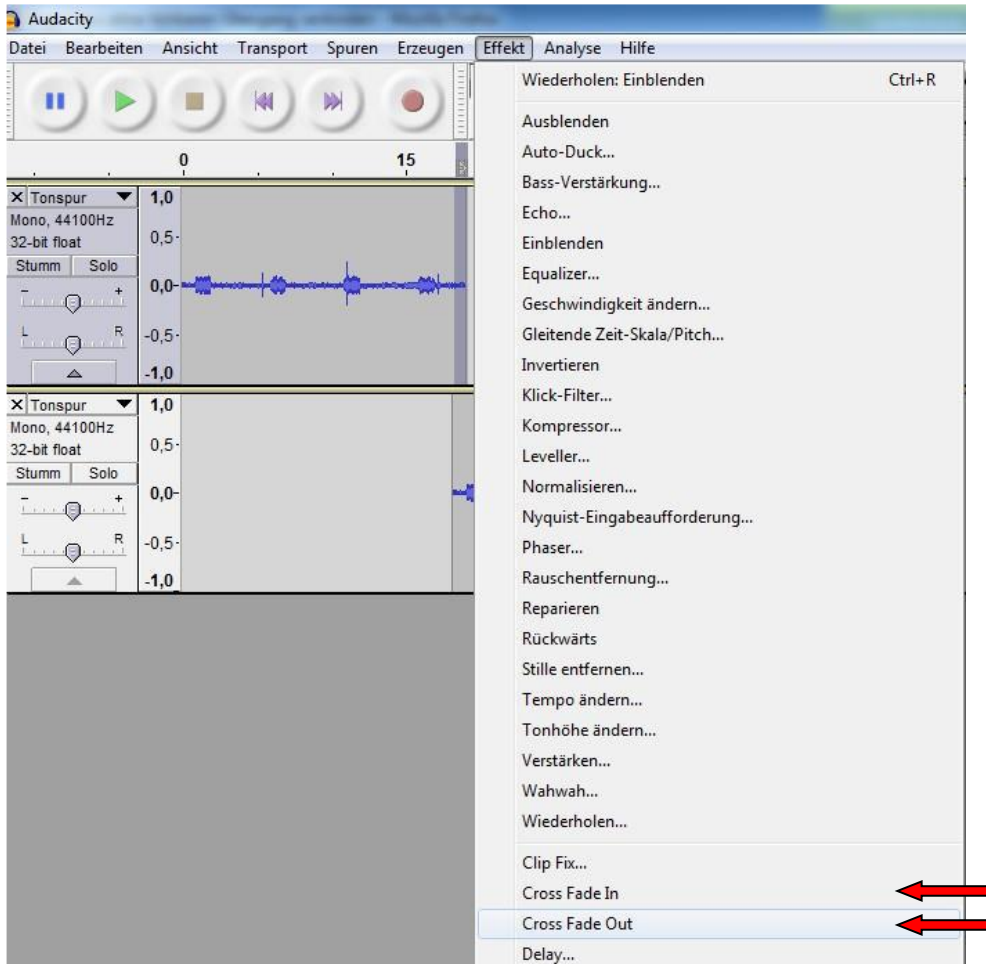 Audacity
Datei Bearbeiten Ansicht Transport Spuren Erzeugen Effekt Analyse Hilfe
0 15
X Tonspur
Mono, 44100Hz
32-bit float
Stumm Solo
- +
L R
1,0
0,5
0,0
-0,5
-1,0
X Tonspur
Mono, 44100Hz
32-bit float
Stumm Solo
- +
L R
1,0
0,5
0,0
-0,5
-1,0
Wiederholen: Einblenden Ctrl+R
Ausblenden
Auto-Duck...
Bass-Verstärkung...
Echo...
Einblenden
Equalizer...
Geschwindigkeit ändern...
Gleitende Zeit-Skala/Pitch...
Invertieren
Klick-Filter...
Kompressor...
Leveller...
Normalisieren...
Nyquist-Eingabeaufforderung...
Phaser...
Rauschentfernung...
Reparieren
Rückwärts
Stille entfernen...
Tempo ändern...
Tonhöhe ändern...
Verstärken...
Wahwah...
Wiederholen...
Clip Fix...
Cross Fade In
Cross Fade Out
Delay...